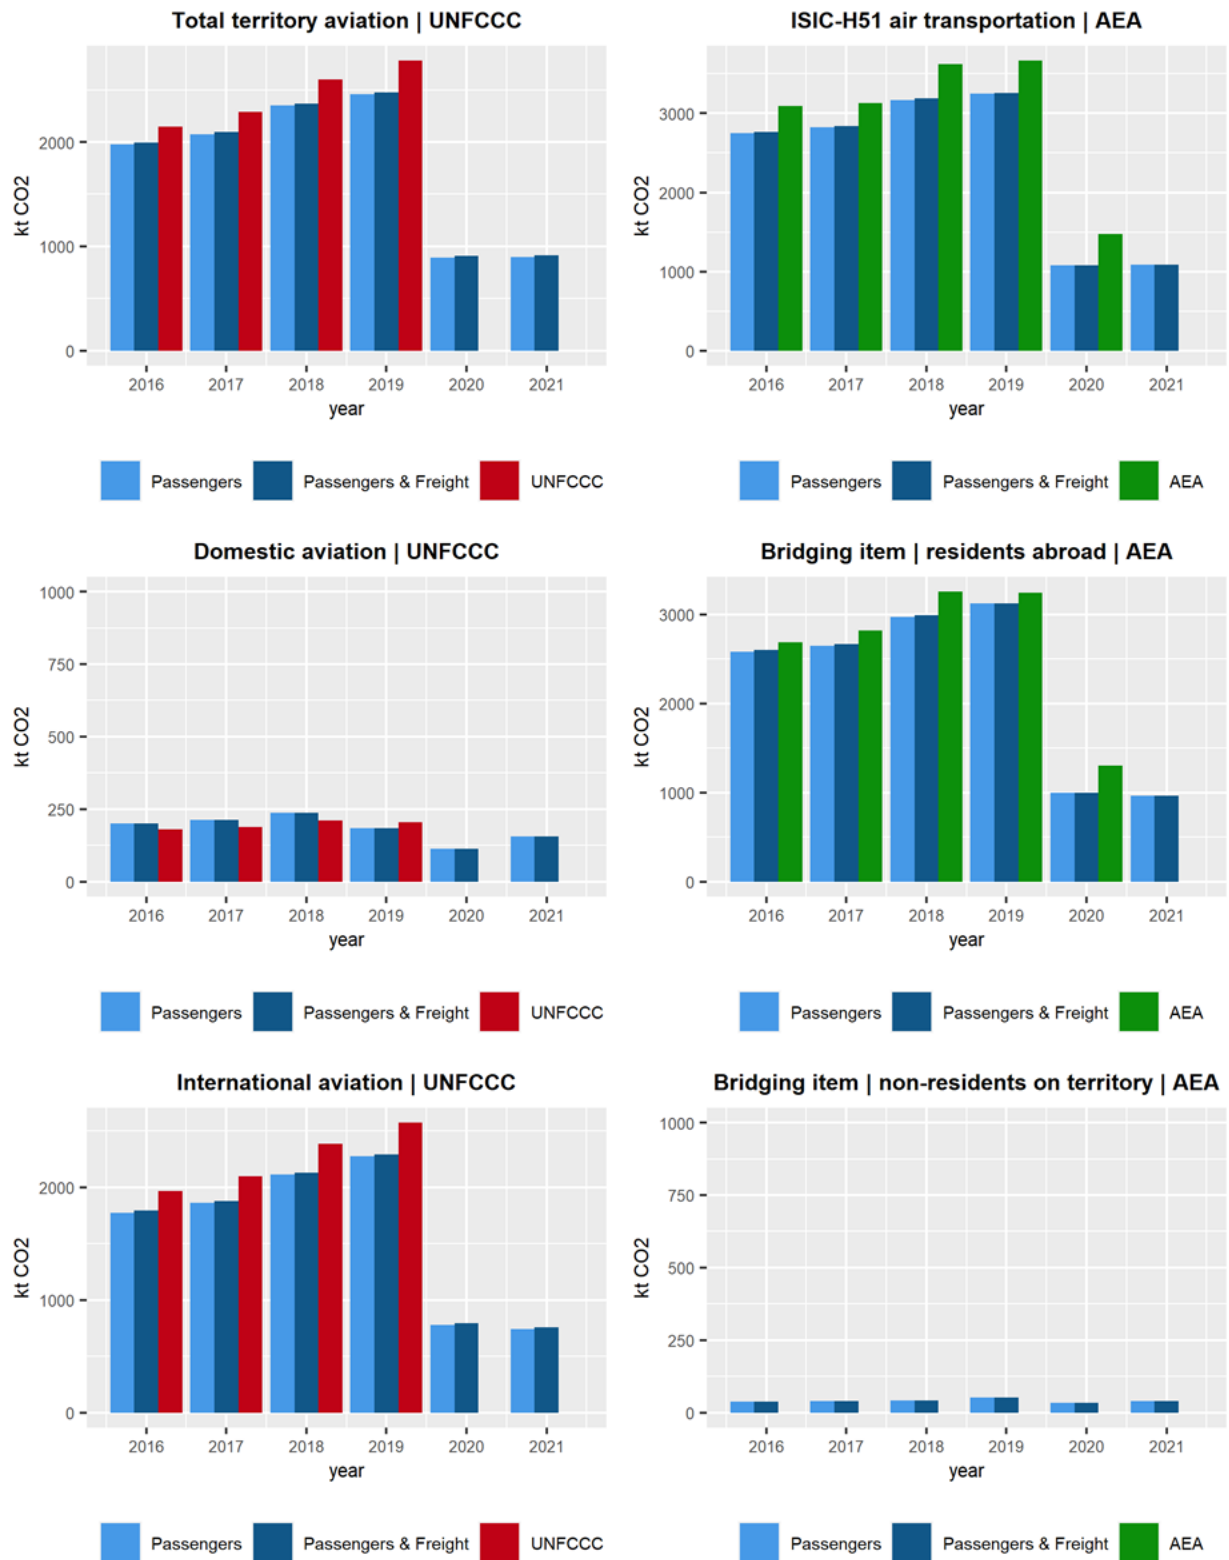 Total territory aviation | UNFCCC
kt CO2
2000
1000
0
2016 2017 2018 2019 2020 2021
year
Passengers Passengers & Freight UNFCCC
ISIC-H51 air transportation | AEA
kt CO2
3000
2000
1000
0
2016 2017 2018 2019 2020 2021
year
Passengers Passengers & Freight AEA
Domestic aviation | UNFCCC
kt CO2
1000
750
500
250
0
2016 2017 2018 2019 2020 2021
year
Passengers Passengers & Freight UNFCCC
Bridging item | residents abroad | AEA
kt CO2
3000
2000
1000
0
2016 2017 2018 2019 2020 2021
year
Passengers Passengers & Freight AEA
International aviation | UNFCCC
kt CO2
2000
1000
0
2016 2017 2018 2019 2020 2021
year
Passengers Passengers & Freight UNFCCC
Bridging item | non-residents on territory | AEA
kt CO2
1000
750
500
250
0
2016 2017 2018 2019 2020 2021
year
Passengers Passengers & Freight AEA